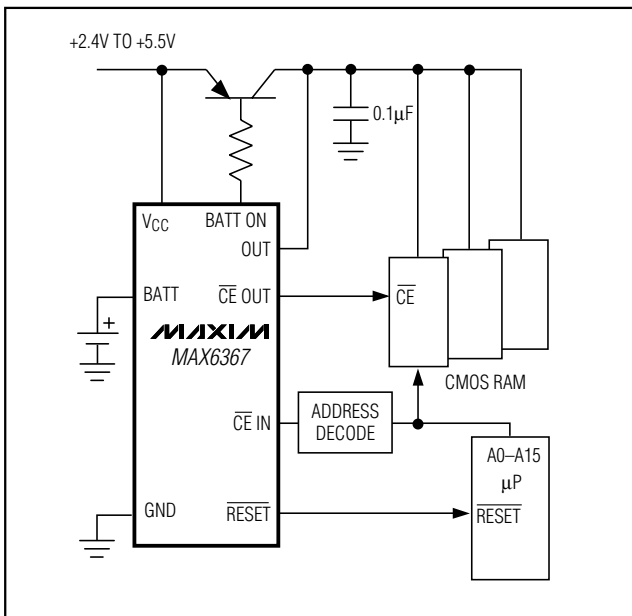 +2.4V TO +5.5V
0.1µF
VCC
BATT ON
OUT
BATT
CE OUT
CE
+
MAXIM
MAX6367
CMOS RAM
CE IN
ADDRESS
DECODE
A0–A15
µP
GND
RESET
RESET